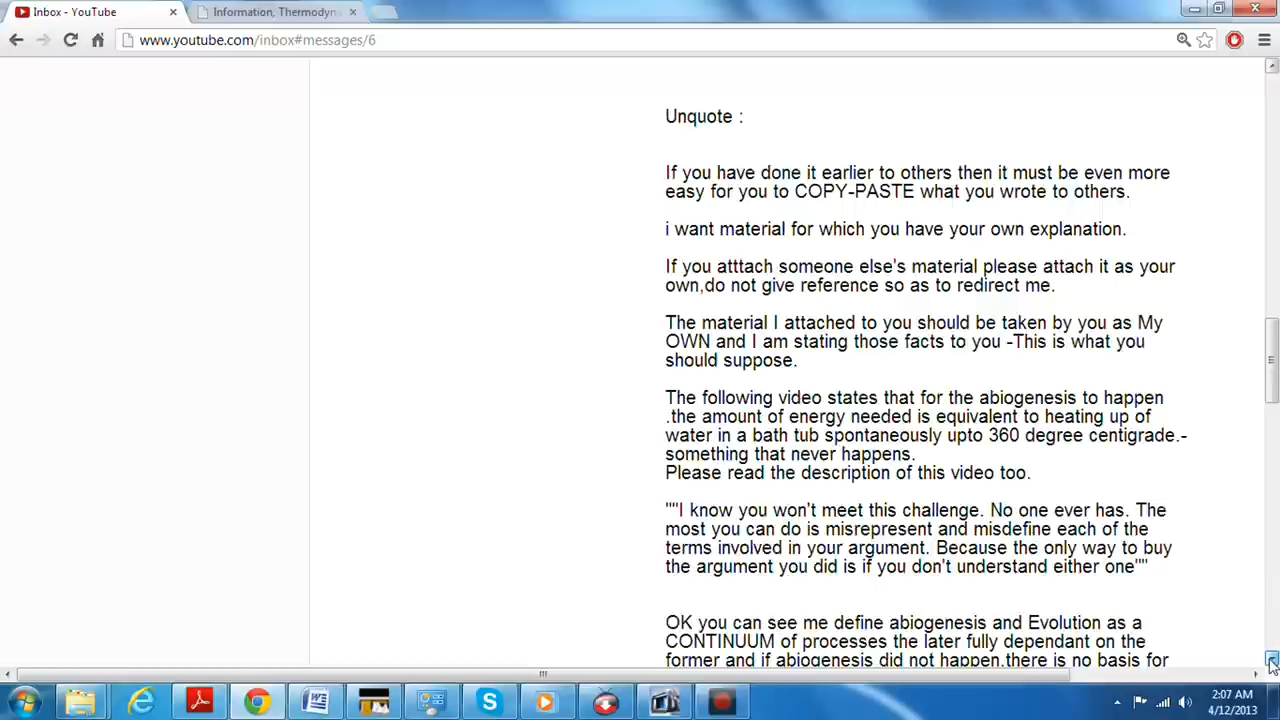 Inbox - YouTube
Information, Thermodyn
www.youtube.com/inbox#messages/6
Unquote :
If you have done it earlier to others then it must be even more
easy for you to COPY-PASTE what you wrote to others.
i want material for which you have your own explanation.
If you atttach someone else's material please attach it as your
own,do not give reference so as to redirect me.
The material I attached to you should be taken by you as My
OWN and I am stating those facts to you -This is what you
should suppose.
The following video states that for the abiogenesis to happen
.the amount of energy needed is equivalent to heating up of
water in a bath tub spontaneously upto 360 degree centigrade.-
something that never happens.
Please read the description of this video too.
""I know you won't meet this challenge. No one ever has. The
most you can do is misrepresent and misdefine each of the
terms involved in your argument. Because the only way to buy
the argument you did is if you don't understand either one""
OK you can see me define abiogenesis and Evolution as a
CONTINUUM of processes the later fully dependant on the
former and if abiogenesis did not happen,there is no basis for
2:07 AM
4/12/2013